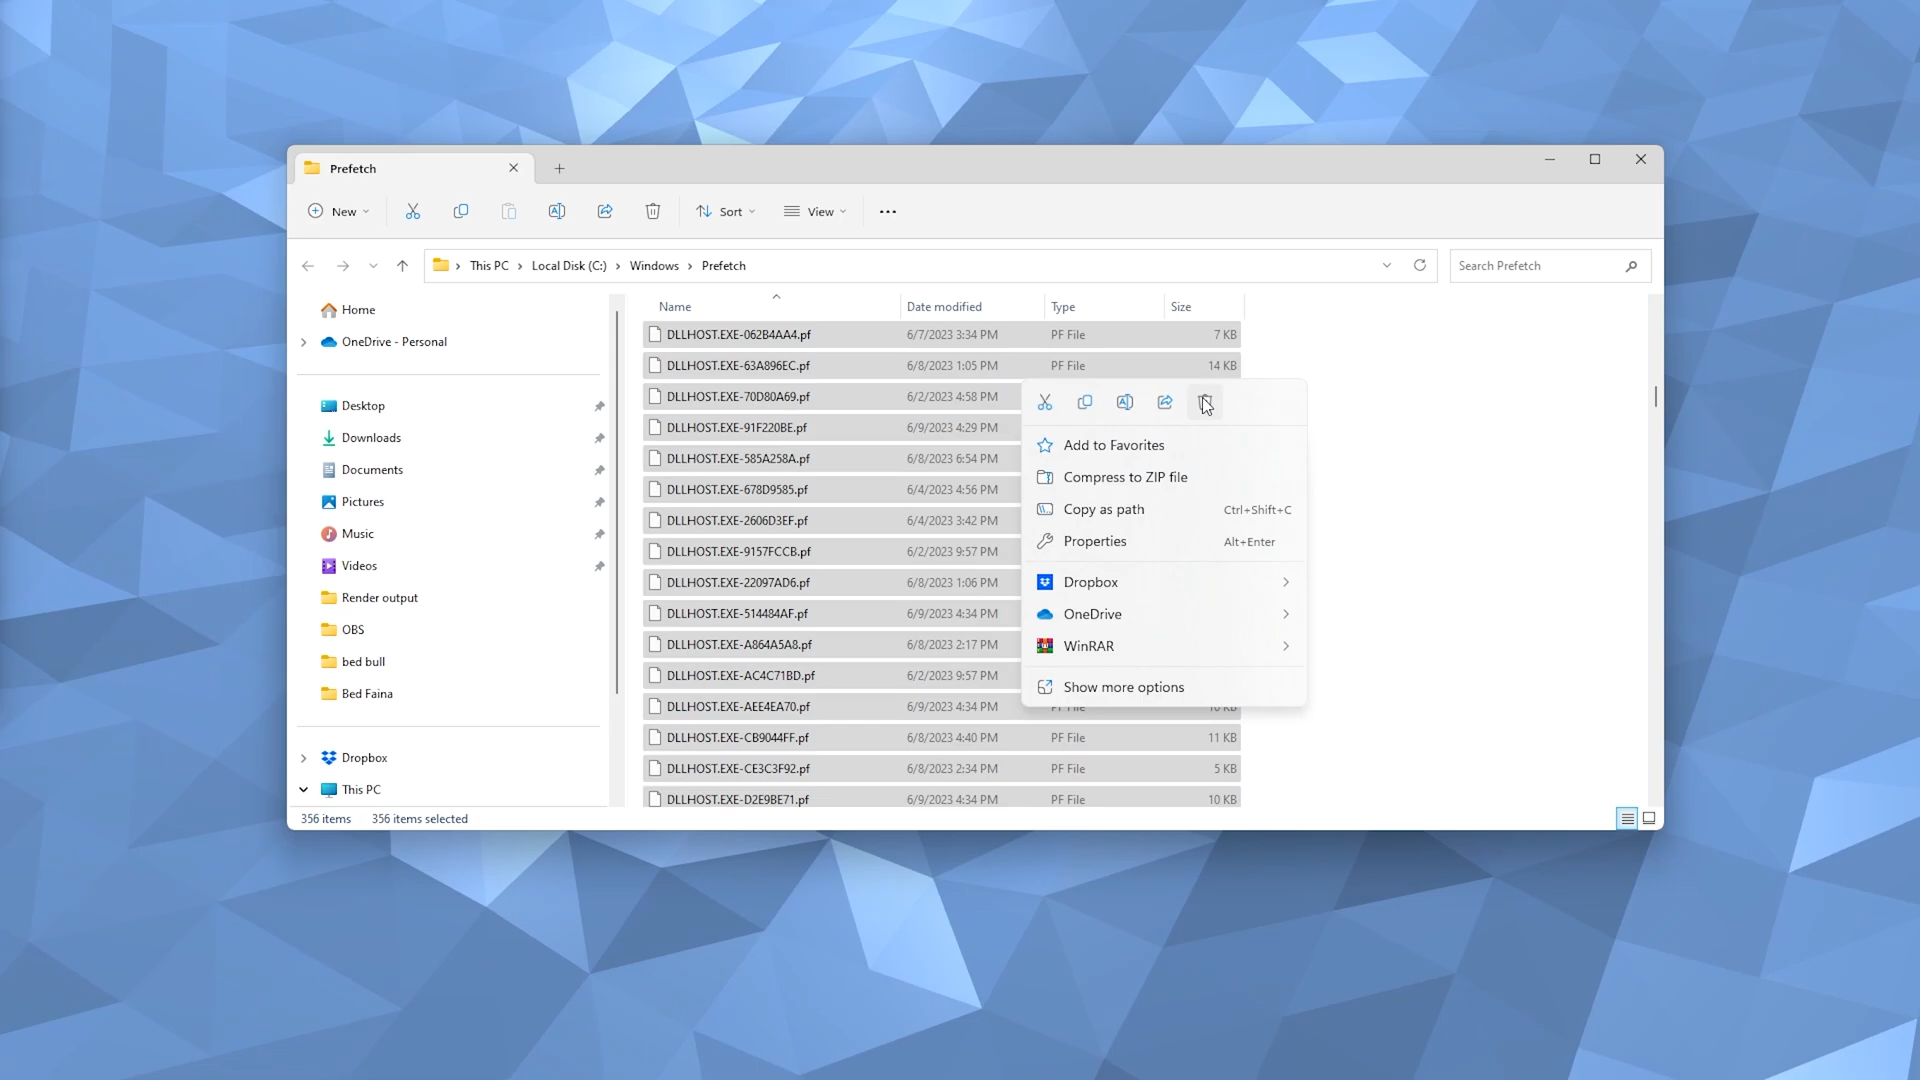 Prefetch
New
Sort
View
This PC > Local Disk (C:) > Windows > Prefetch
Search Prefetch
Home
OneDrive - Personal
Desktop
Downloads
Documents
Pictures
Music
Videos
Render output
OBS
bed bull
Bed Faina
Dropbox
This PC
Name Date modified Type Size
DLLHOST.EXE-062B4AA4.pf 6/7/2023 3:34 PM PF File 7 KB
DLLHOST.EXE-63A896EC.pf 6/8/2023 1:05 PM PF File 14 KB
DLLHOST.EXE-70D80A69.pf 6/2/2023 4:58 PM
DLLHOST.EXE-91F220BE.pf 6/9/2023 4:29 PM
DLLHOST.EXE-585A258A.pf 6/8/2023 6:54 PM
DLLHOST.EXE-678D9585.pf 6/4/2023 4:56 PM
DLLHOST.EXE-2606D3EF.pf 6/4/2023 3:42 PM
DLLHOST.EXE-9157FCCB.pf 6/2/2023 9:57 PM
DLLHOST.EXE-22097AD6.pf 6/8/2023 1:06 PM
DLLHOST.EXE-514484AF.pf 6/9/2023 4:34 PM
DLLHOST.EXE-A864A5A8.pf 6/8/2023 2:17 PM
DLLHOST.EXE-AC4C71BD.pf 6/2/2023 9:57 PM
DLLHOST.EXE-AEE4EA70.pf 6/9/2023 4:34 PM
DLLHOST.EXE-CB9044FF.pf 6/8/2023 4:40 PM PF File 11 KB
DLLHOST.EXE-CE3C3F92.pf 6/8/2023 2:34 PM PF File 5 KB
DLLHOST.EXE-D2E9BE71.pf 6/9/2023 4:34 PM PF File 10 KB
Add to Favorites
Compress to ZIP file
Copy as path Ctrl+Shift+C
Properties Alt+Enter
Dropbox
OneDrive
WinRAR
Show more options
356 items 356 items selected